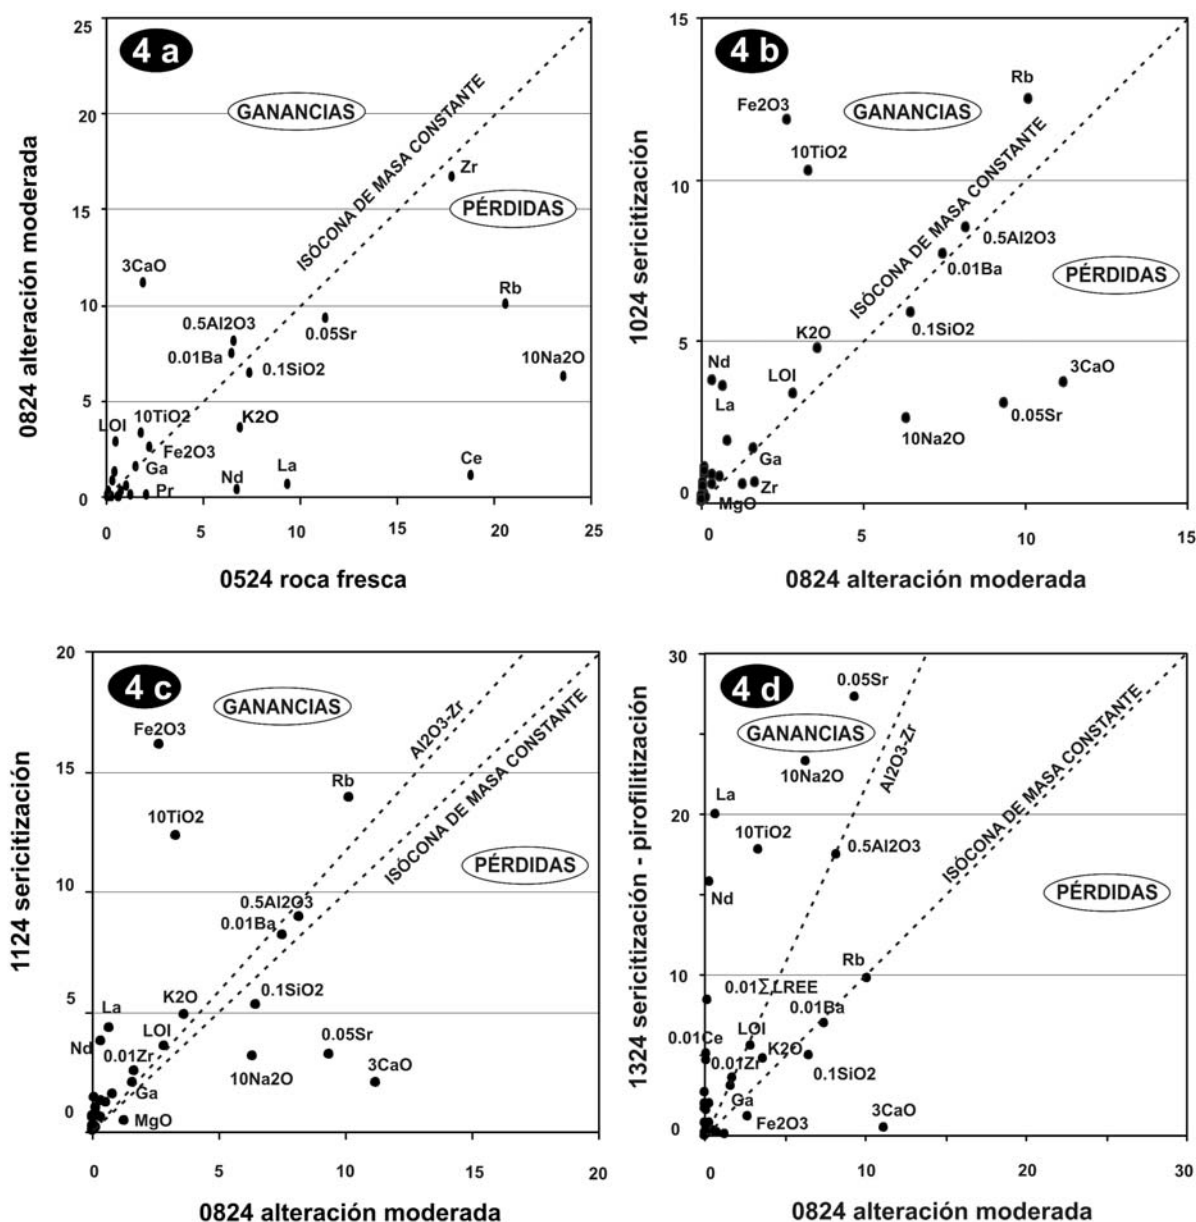 4 a
GANANCIAS
ISÓCONA DE MASA CONSTANTE
PÉRDIDAS
Zr
3CaO
Rb
0.5Al2O3
0.05Sr
0.01Ba
0.1SiO2
10Na2O
10TiO2
K2O
LOI
Fe2O3
Ga
Nd
La
Ce
Pr
25
20
15
10
5
0
0 5 10 15 20 25
0824 alteración moderada
0524 roca fresca
4 b
GANANCIAS
ISÓCONA DE MASA CONSTANTE
PÉRDIDAS
Rb
Fe2O3
10TiO2
0.5Al2O3
0.01Ba
0.1SiO2
K2O
Nd
LOI
La
3CaO
0.05Sr
10Na2O
Ga
Zr
MgO
15
10
5
0
0 5 10 15
1024 sericitización
0824 alteración moderada
4 c
GANANCIAS
Al2O3-Zr
ISÓCONA DE MASA CONSTANTE
PÉRDIDAS
Fe2O3
Rb
10TiO2
0.5Al2O3
0.01Ba
0.1SiO2
K2O
La
LOI
Nd
0.01Zr
0.05Sr
10Na2O
3CaO
Ga
MgO
20
15
10
5
0
0 5 10 15 20
1124 sericitización
0824 alteración moderada
4 d
0.05Sr
GANANCIAS
10Na2O
Al2O3-Zr
ISÓCONA DE MASA CONSTANTE
PÉRDIDAS
La
10TiO2
0.5Al2O3
Nd
Rb
0.01ΣLREE
0.01Ba
0.01Ce
LOI
K2O
0.01Zr
0.1SiO2
Ga
Fe2O3
3CaO
30
20
10
0
0 10 20 30
1324 sericitización - pirofilitización
0824 alteración moderada